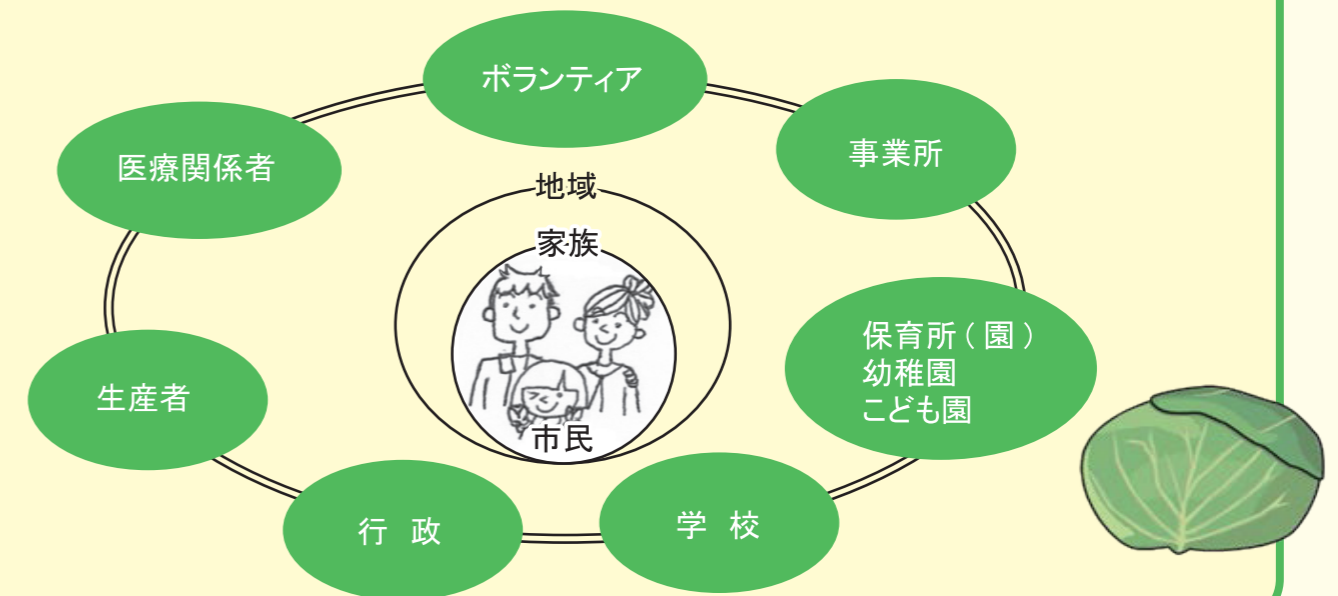 ボランティア
医療関係者
事業所
地域
家族
保育所（園）
幼稚園
こども園
生産者
市民
行　政
学　校